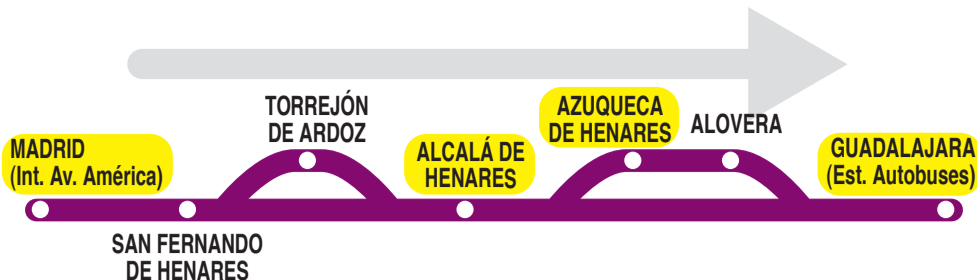 MADRID
(Int. Av. América)
SAN FERNANDO
DE HENARES
TORREJÓN
DE ARDOZ
ALCALÁ DE
HENARES
AZUQUECA
DE HENARES
ALOVERA
GUADALAJARA
(Est. Autobuses)